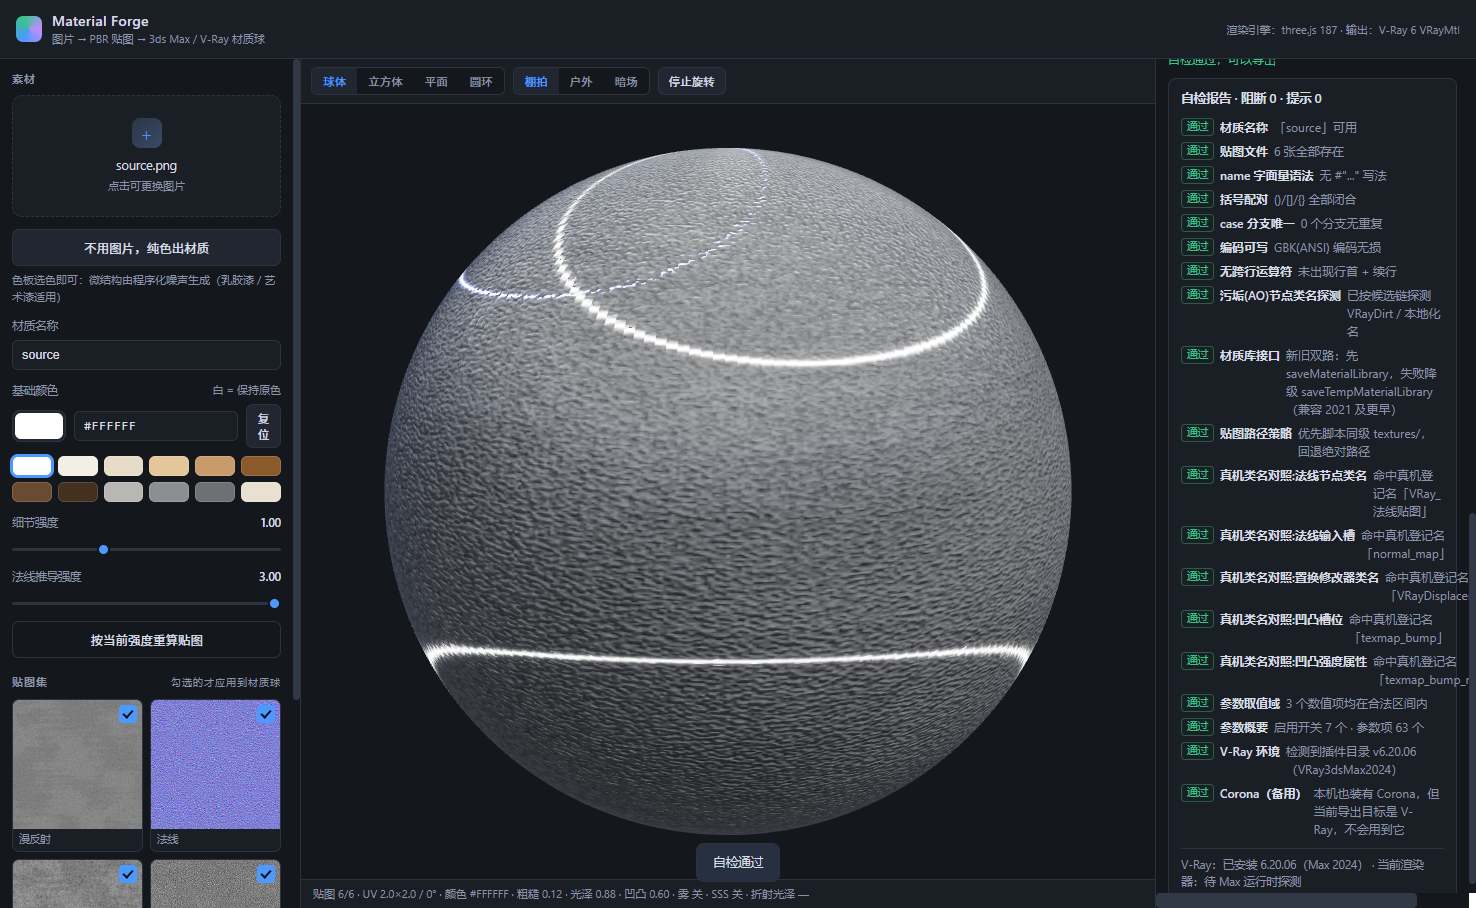 Material Forge
图片 → PBR 贴图 → 3ds Max / V-Ray 材质球
渲染引擎：three.js 187 · 输出：V-Ray 6 VRayMtl
素材
+
source.png
点击可更换图片
不用图片，纯色出材质
色板选色即可：微结构由程序化噪声生成（乳胶漆 / 艺
术漆适用）
材质名称
source
基础颜色
白 = 保持原色
#FFFFFF
复
位
细节强度
1.00
法线推导强度
3.00
按当前强度重算贴图
贴图集
勾选的才应用到材质球
漫反射
法线
球体
立方体
平面
圆环
棚拍
户外
暗场
停止旋转
自检通过
贴图 6/6 · UV 2.0×2.0 / 0° · 颜色 #FFFFFF · 粗糙 0.12 · 光泽 0.88 · 凹凸 0.60 · 雾 关 · SSS 关 · 折射光泽 —
自检通过，可以导出
自检报告 · 阻断 0 · 提示 0
通过 材质名称 「source」可用
通过 贴图文件 6 张全部存在
通过 name 字面量语法 无 #"..." 写法
通过 括号配对 ()/[]/{} 全部闭合
通过 case 分支唯一 0 个分支无重复
通过 编码可写 GBK(ANSI) 编码无损
通过 无跨行运算符 未出现行首 + 续行
通过 污垢(AO)节点类名探测 已按候选链探测
VRayDirt / 本地化
名
通过 材质库接口 新旧双路：先
saveMaterialLibrary，失败降
级 saveTempMaterialLibrary
（兼容 2021 及更早）
通过 贴图路径策略 优先脚本同级 textures/，
回退绝对路径
通过 真机类名对照:法线节点类名 命中真机登
记名「VRay_
法线贴图」
通过 真机类名对照:法线输入槽 命中真机登记名
「normal_map」
通过 真机类名对照:置换修改器类名 命中真机登记名
「VRayDisplace
通过 真机类名对照:凹凸槽位 命中真机登记名
「texmap_bump」
通过 真机类名对照:凹凸强度属性 命中真机登记名
「texmap_bump_
通过 参数取值域 3 个数值项均在合法区间内
通过 参数概要 启用开关 7 个 · 参数项 63 个
通过 V-Ray 环境 检测到插件目录 v6.20.06
（VRay3dsMax2024）
通过 Corona（备用） 本机也装有 Corona，但
当前导出目标是 V-
Ray，不会用到它
V-Ray：已安装 6.20.06（Max 2024） · 当前渲染
器：待 Max 运行时探测